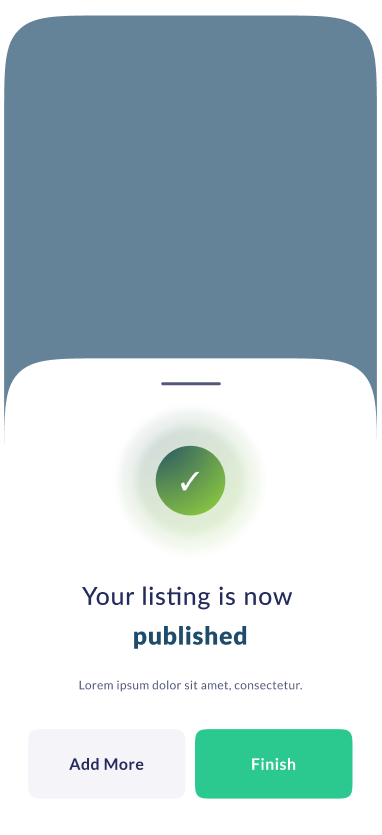 ✓
Your listing is now
published
Lorem ipsum dolor sit amet, consectetur.
Add More
Finish